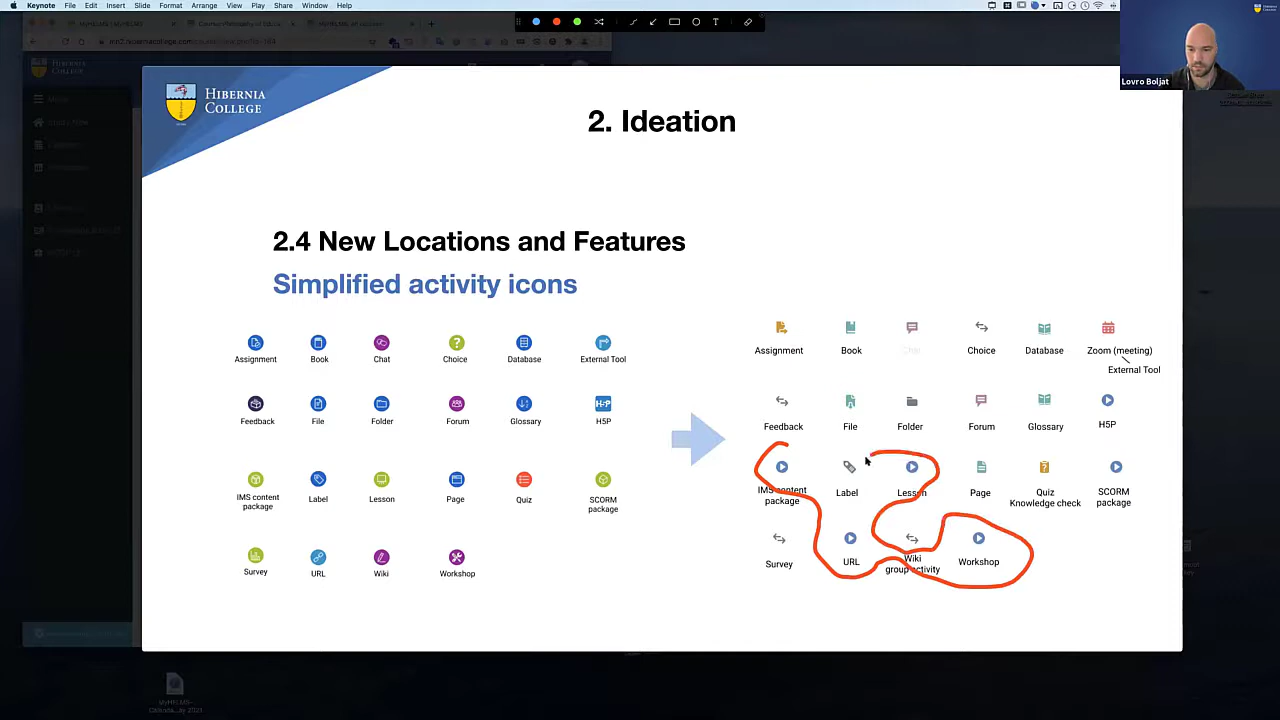 Keynote File Edit Insert Slide Format Arrange View Play Share Window Help
HIBERNIA
COLLEGE
2. Ideation
Lovro Boljat
2.4 New Locations and Features
Simplified activity icons
Assignment Book Chat Choice Database External Tool
Feedback File Folder Forum Glossary H5P
IMS content
package
Label Lesson Page Quiz
SCORM
package
Survey URL Wiki Workshop
Assignment Book Chat Choice Database Zoom (meeting)
External Tool
Feedback File Folder Forum Glossary H5P
IMS content
package
Label Lesson Page
Quiz
Knowledge check
SCORM
package
Survey URL
Wiki
group activity
Workshop